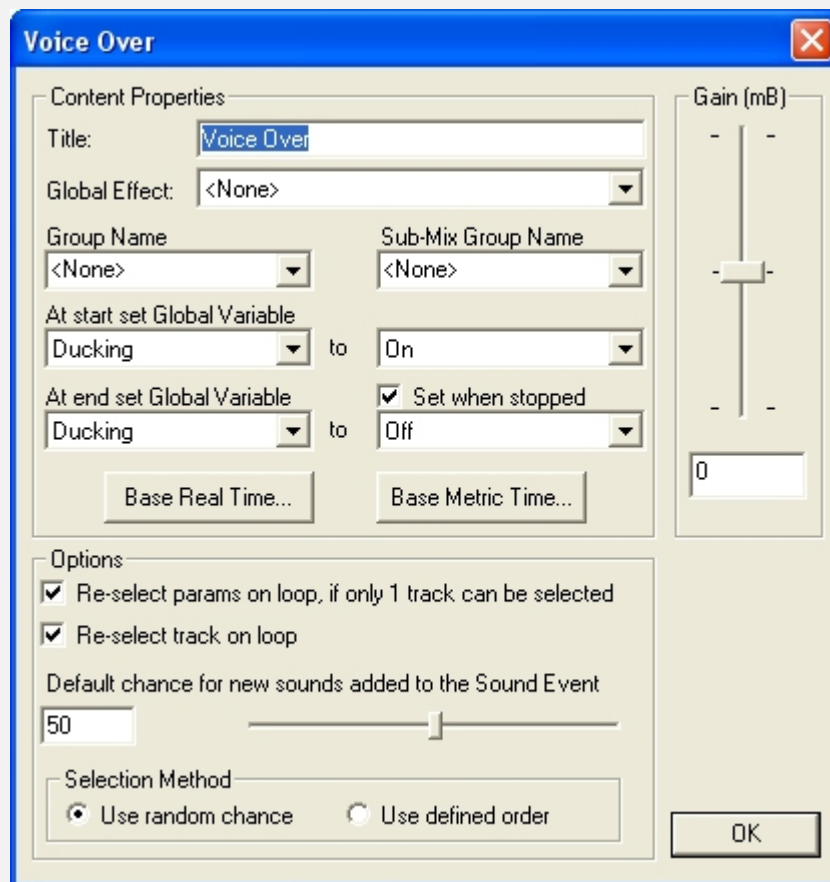 Voice Over
Content Properties
Title: Voice Over
Global Effect: <None>
Group Name Sub-Mix Group Name
<None> <None>
At start set Global Variable
Ducking to On
At end set Global Variable Set when stopped
Ducking to Off
Base Real Time... Base Metric Time...
Gain (mB)
0
Options
Re-select params on loop, if only 1 track can be selected
Re-select track on loop
Default chance for new sounds added to the Sound Event
50
Selection Method
Use random chance Use defined order
OK